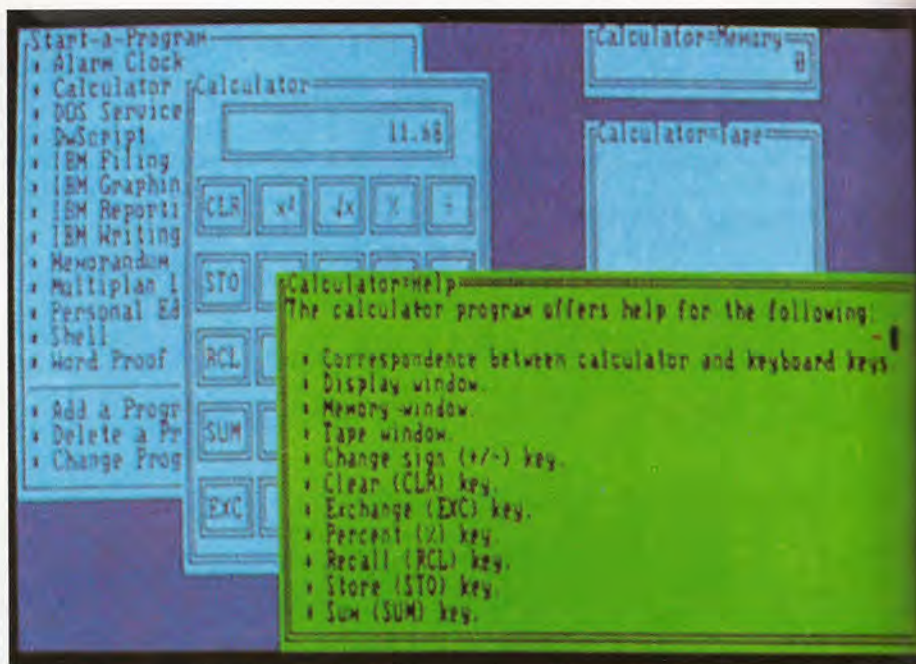 Start-a-Program
Alarm Clock
Calculator
DOS Service
DwScript
IBM Filing
IBM Graphin
IBM Reporti
IBM Writing
Memorandum
Multiplan
Personal Ed
Shell
Word Proof
Add a Progr
Delete a Pr
Change Prog
Calculator
11.68
CLR x² √x % ÷
STO
RCL
SUM
EXC
Calculator-Memory
0
Calculator-Tape
Calculator-Help
The calculator program offers help for the following:
Correspondence between calculator and keyboard keys.
Display window.
Memory window.
Tape window.
Change sign (+/-) key.
Clear (CLR) key.
Exchange (EXC) key.
Percent (%) key.
Recall (RCL) key.
Store (STO) key.
Sum (SUM) key.